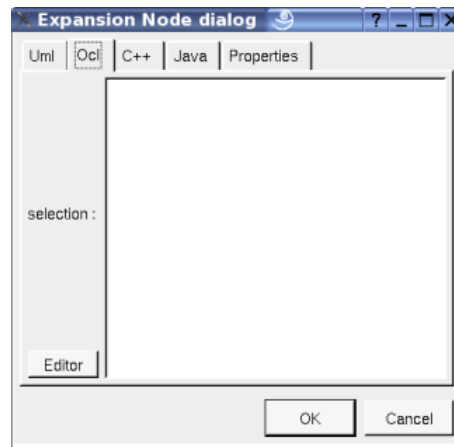 Expansion Node dialog
Uml Ocl C++ Java Properties
selection :
Editor
OK Cancel